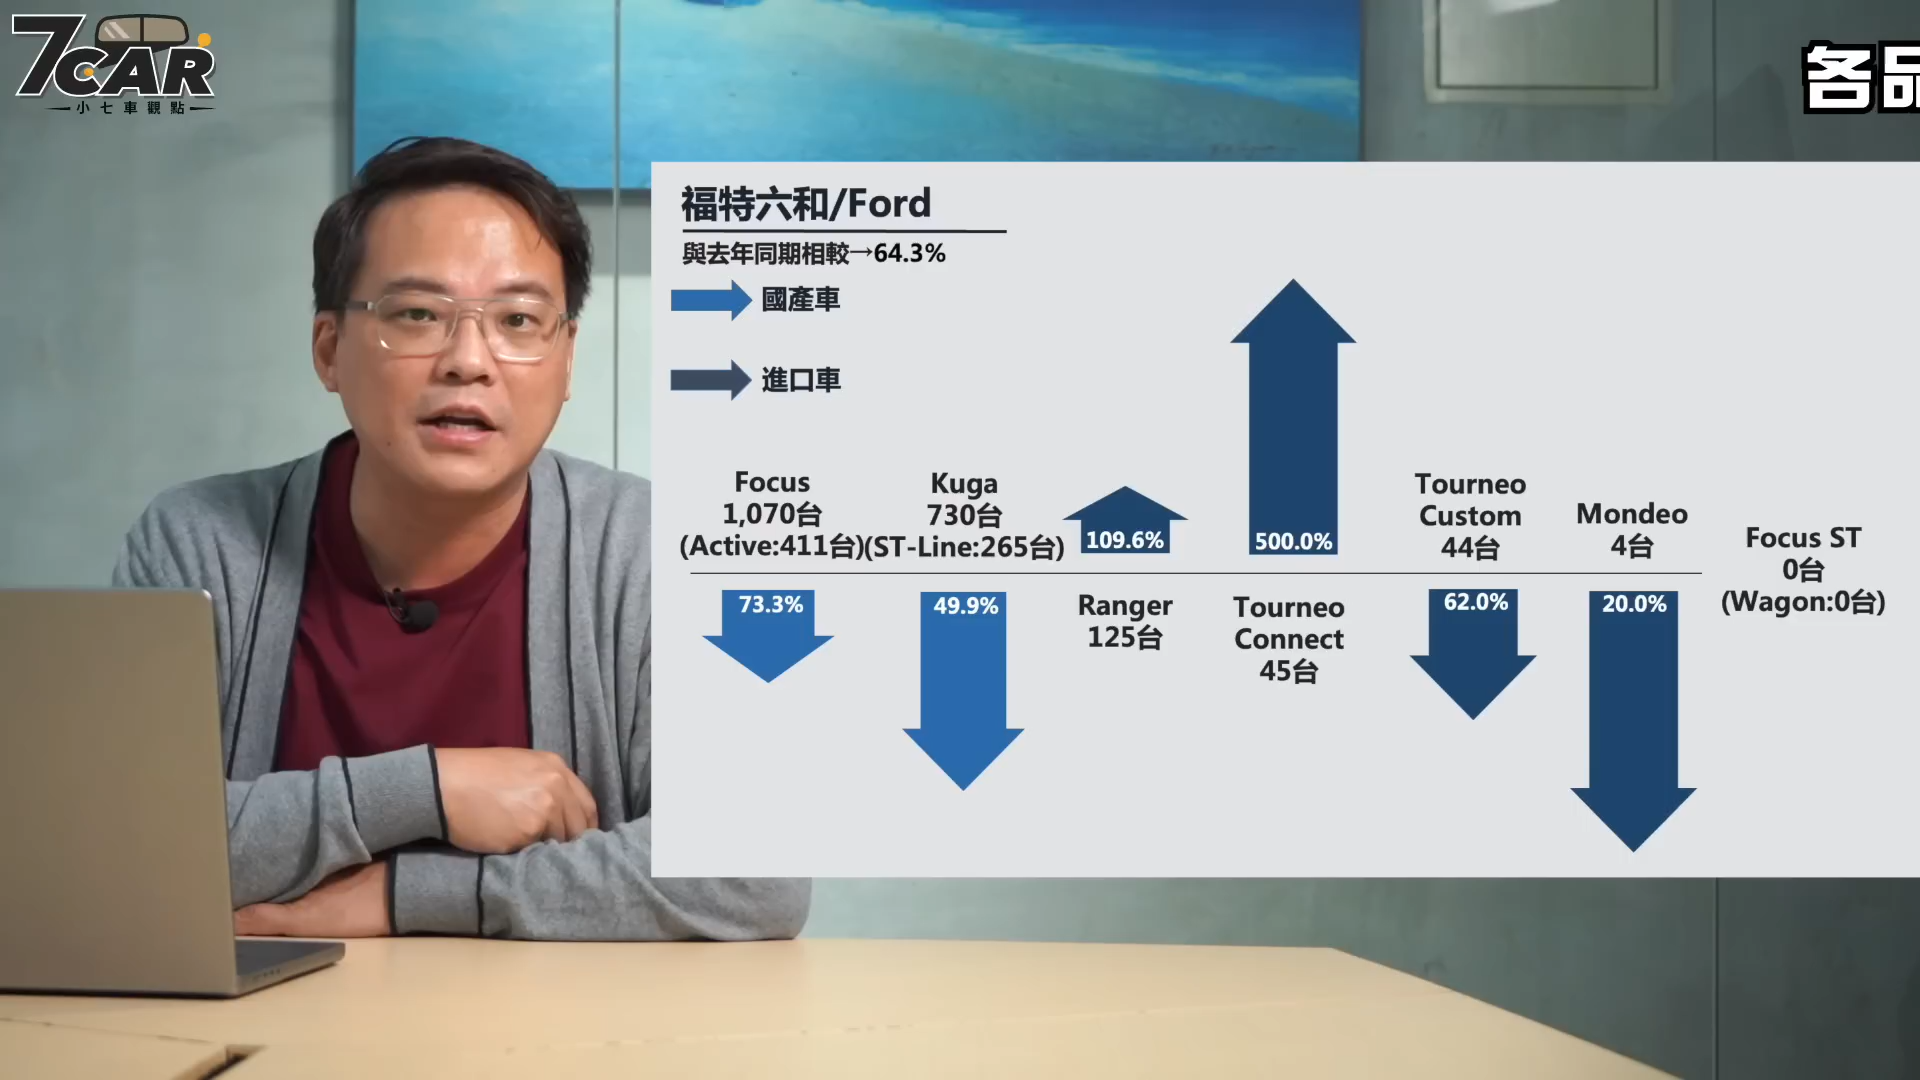 7CAR
小七車觀點
各品
福特六和/Ford
與去年同期相較→64.3%
國產車
進口車
Focus
1,070台
(Active:411台)
73.3%
Kuga
730台
(ST-Line:265台)
49.9%
109.6%
Ranger
125台
500.0%
Tourneo
Connect
45台
Tourneo
Custom
44台
62.0%
Mondeo
4台
20.0%
Focus ST
0台
(Wagon:0台)